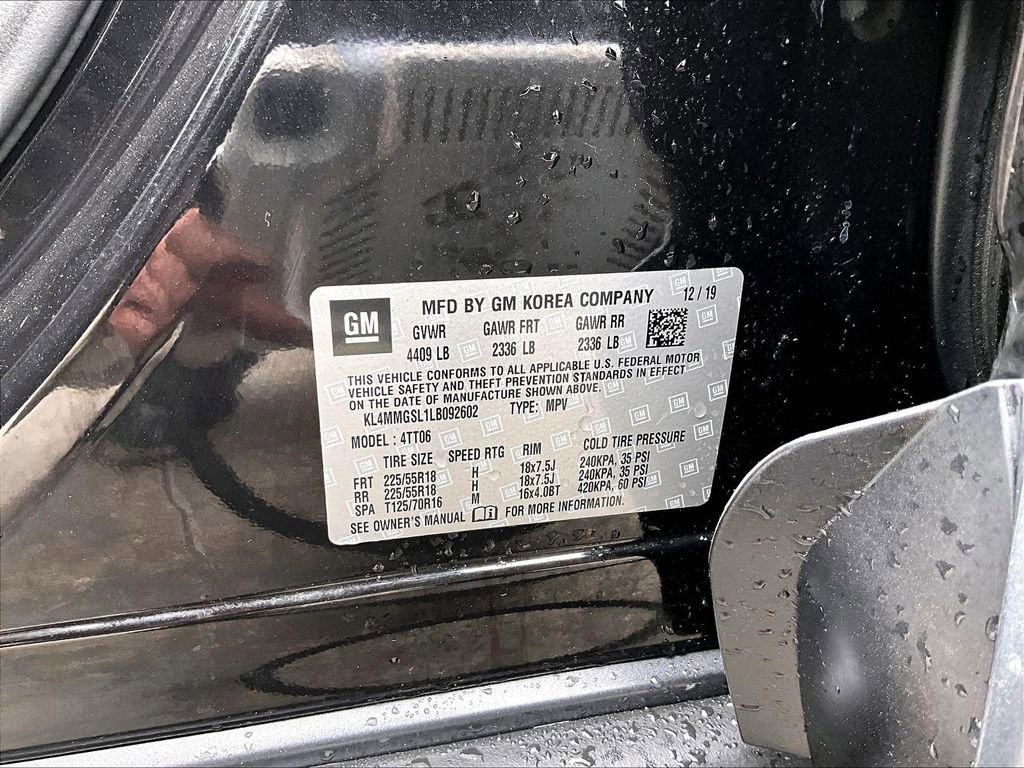 GM
MFD BY GM KOREA COMPANY 12 / 19
GVWR GAWR FRT GAWR RR
4409 LB 2336 LB 2336 LB
THIS VEHICLE CONFORMS TO ALL APPLICABLE U.S. FEDERAL MOTOR
VEHICLE SAFETY AND THEFT PREVENTION STANDARDS IN EFFECT
ON THE DATE OF MANUFACTURE SHOWN ABOVE.
KL4MMGSL1LB092602 TYPE: MPV
MODEL : 4TT06
TIRE SIZE SPEED RTG RIM COLD TIRE PRESSURE
FRT 225/55R18 H 18x7.5J 240KPA, 35 PSI
RR 225/55R18 H 18x7.5J 240KPA, 35 PSI
SPA T125/70R16 M 16x4.0BT 420KPA, 60 PSI
SEE OWNER'S MANUAL FOR MORE INFORMATION.